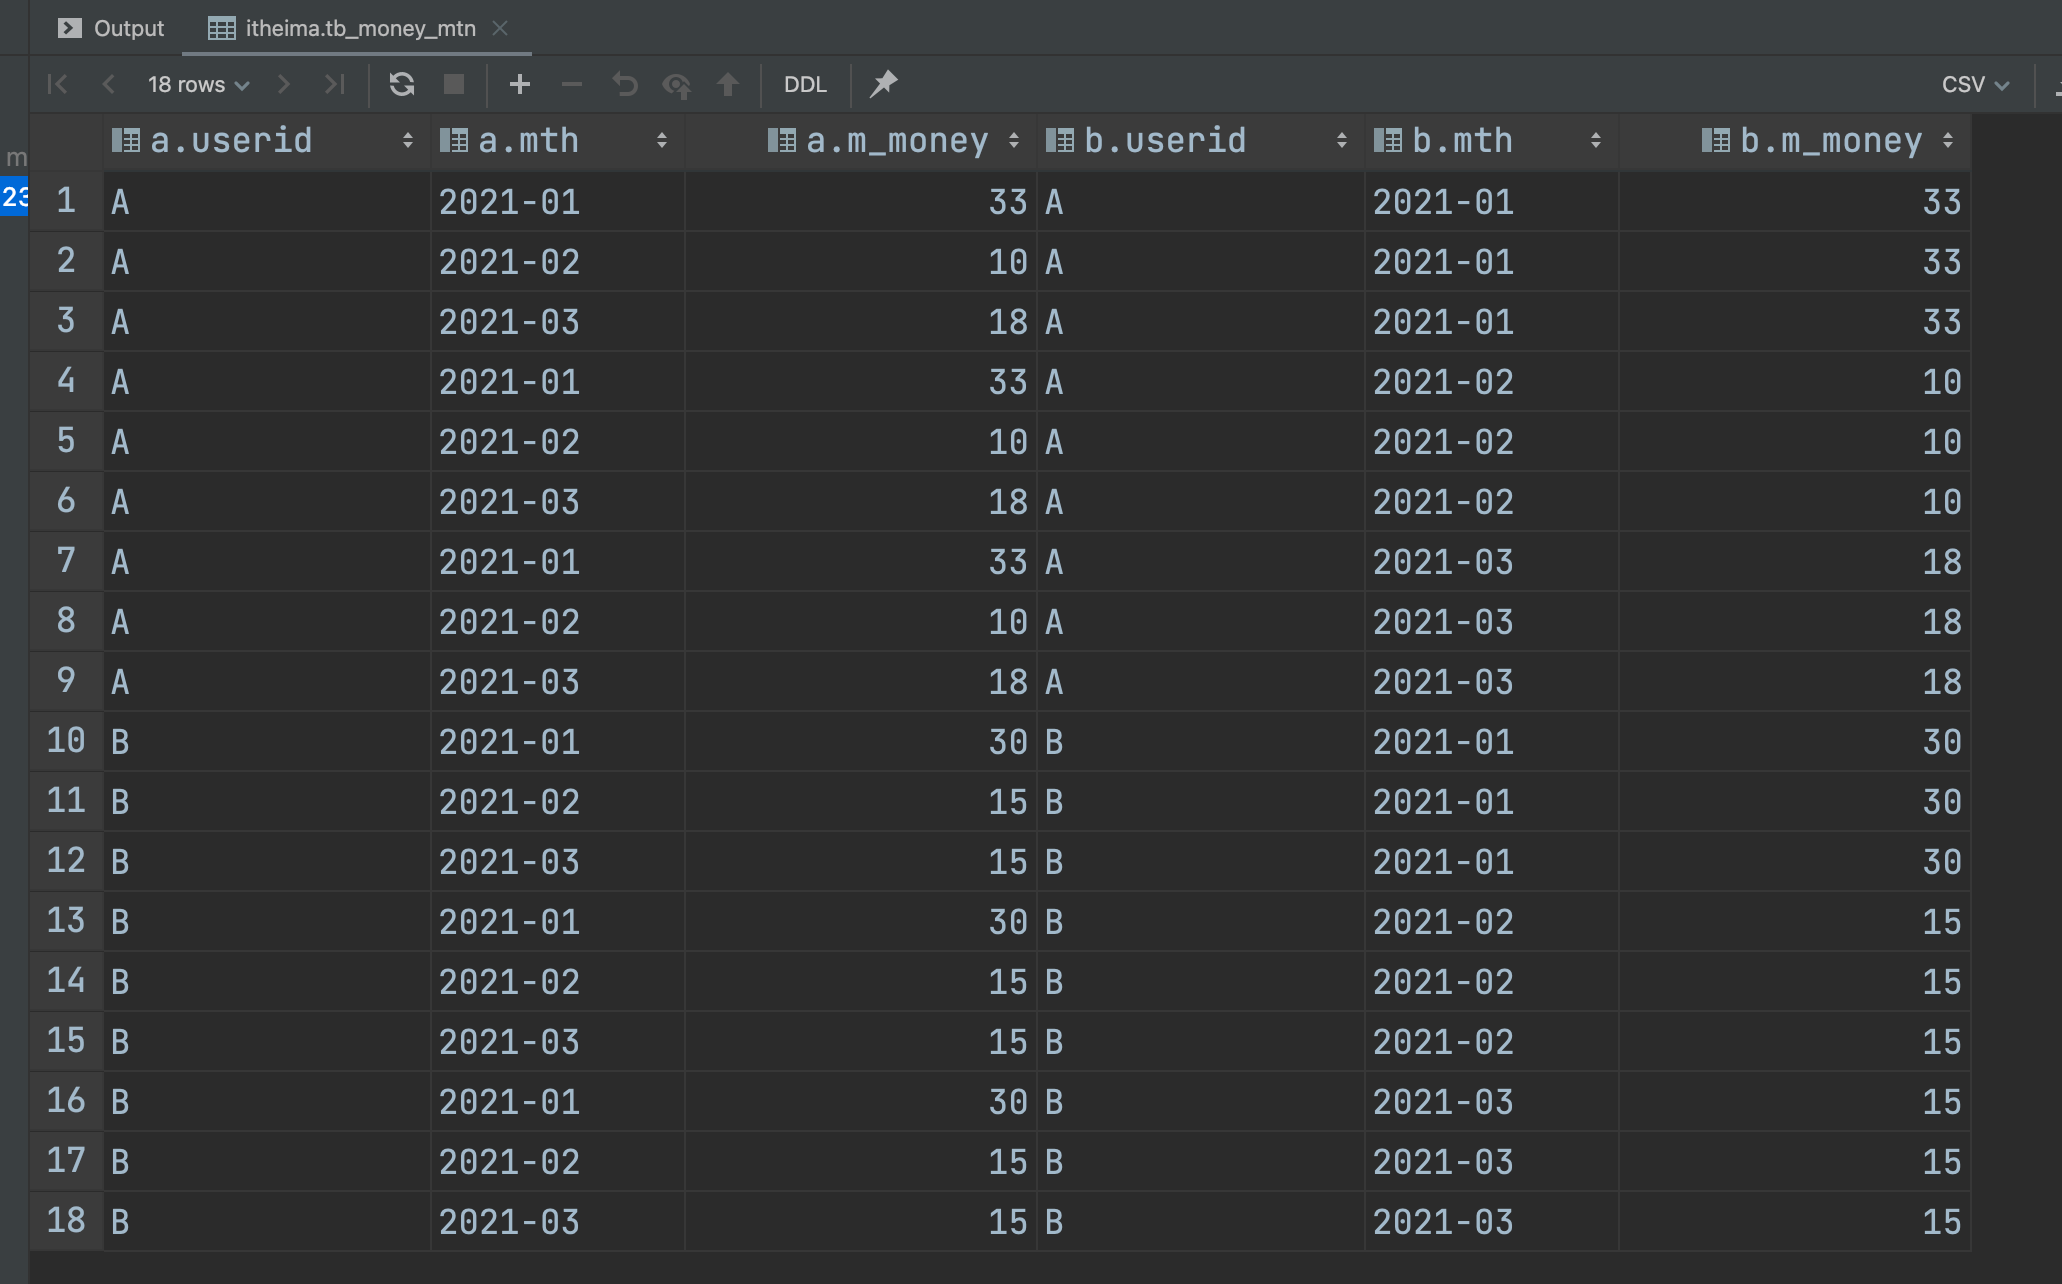 Output itheima.tb_money_mtn
18 rows DDL CSV
a.userid a.mth a.m_money b.userid b.mth b.m_money
m
23
1 A 2021-01 33 A 2021-01 33
2 A 2021-02 10 A 2021-01 33
3 A 2021-03 18 A 2021-01 33
4 A 2021-01 33 A 2021-02 10
5 A 2021-02 10 A 2021-02 10
6 A 2021-03 18 A 2021-02 10
7 A 2021-01 33 A 2021-03 18
8 A 2021-02 10 A 2021-03 18
9 A 2021-03 18 A 2021-03 18
10 B 2021-01 30 B 2021-01 30
11 B 2021-02 15 B 2021-01 30
12 B 2021-03 15 B 2021-01 30
13 B 2021-01 30 B 2021-02 15
14 B 2021-02 15 B 2021-02 15
15 B 2021-03 15 B 2021-02 15
16 B 2021-01 30 B 2021-03 15
17 B 2021-02 15 B 2021-03 15
18 B 2021-03 15 B 2021-03 15